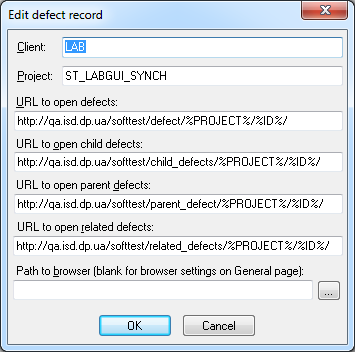 Edit defect record
Client: LAB
Project: ST_LABGUI_SYNCH
URL to open defects:
http://qa.isd.dp.ua/softtest/defect/%PROJECT%/%ID%/
URL to open child defects:
http://qa.isd.dp.ua/softtest/child_defects/%PROJECT%/%ID%/
URL to open parent defects:
http://qa.isd.dp.ua/softtest/parent_defect/%PROJECT%/%ID%/
URL to open related defects:
http://qa.isd.dp.ua/softtest/related_defects/%PROJECT%/%ID%/
Path to browser (blank for browser settings on General page):
...
OK Cancel